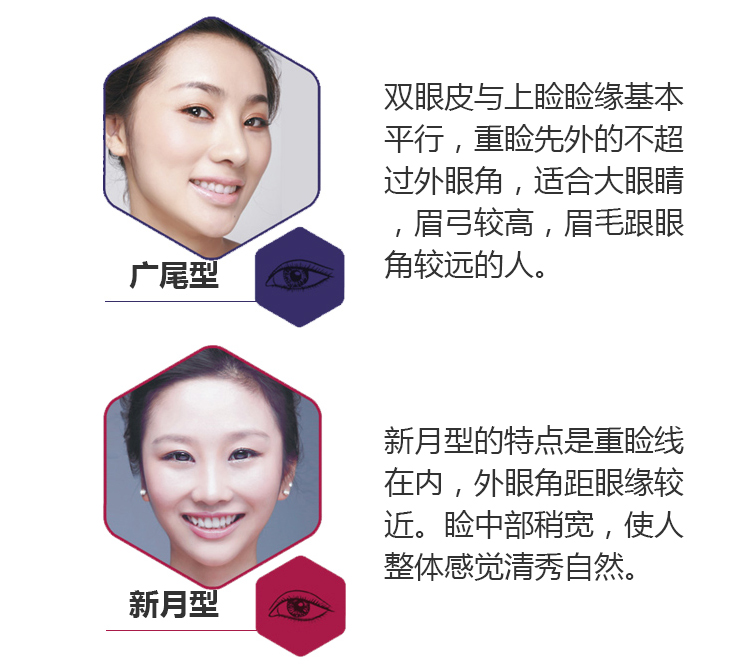 双眼皮与上睑睑缘基本
平行，重睑先外的不超
过外眼角，适合大眼睛
，眉弓较高，眉毛跟眼
角较远的人。
广尾型
新月型的特点是重睑线
在内，外眼角距眼缘较
近。睑中部稍宽，使人
整体感觉清秀自然。
新月型